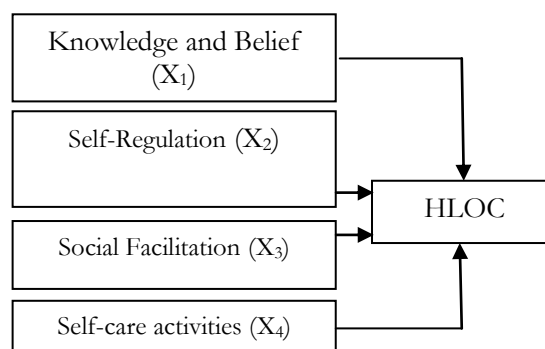 Knowledge and Belief
(X₁)
Self-Regulation (X₂)
HLOC
Social Facilitation (X₃)
Self-care activities (X₄)